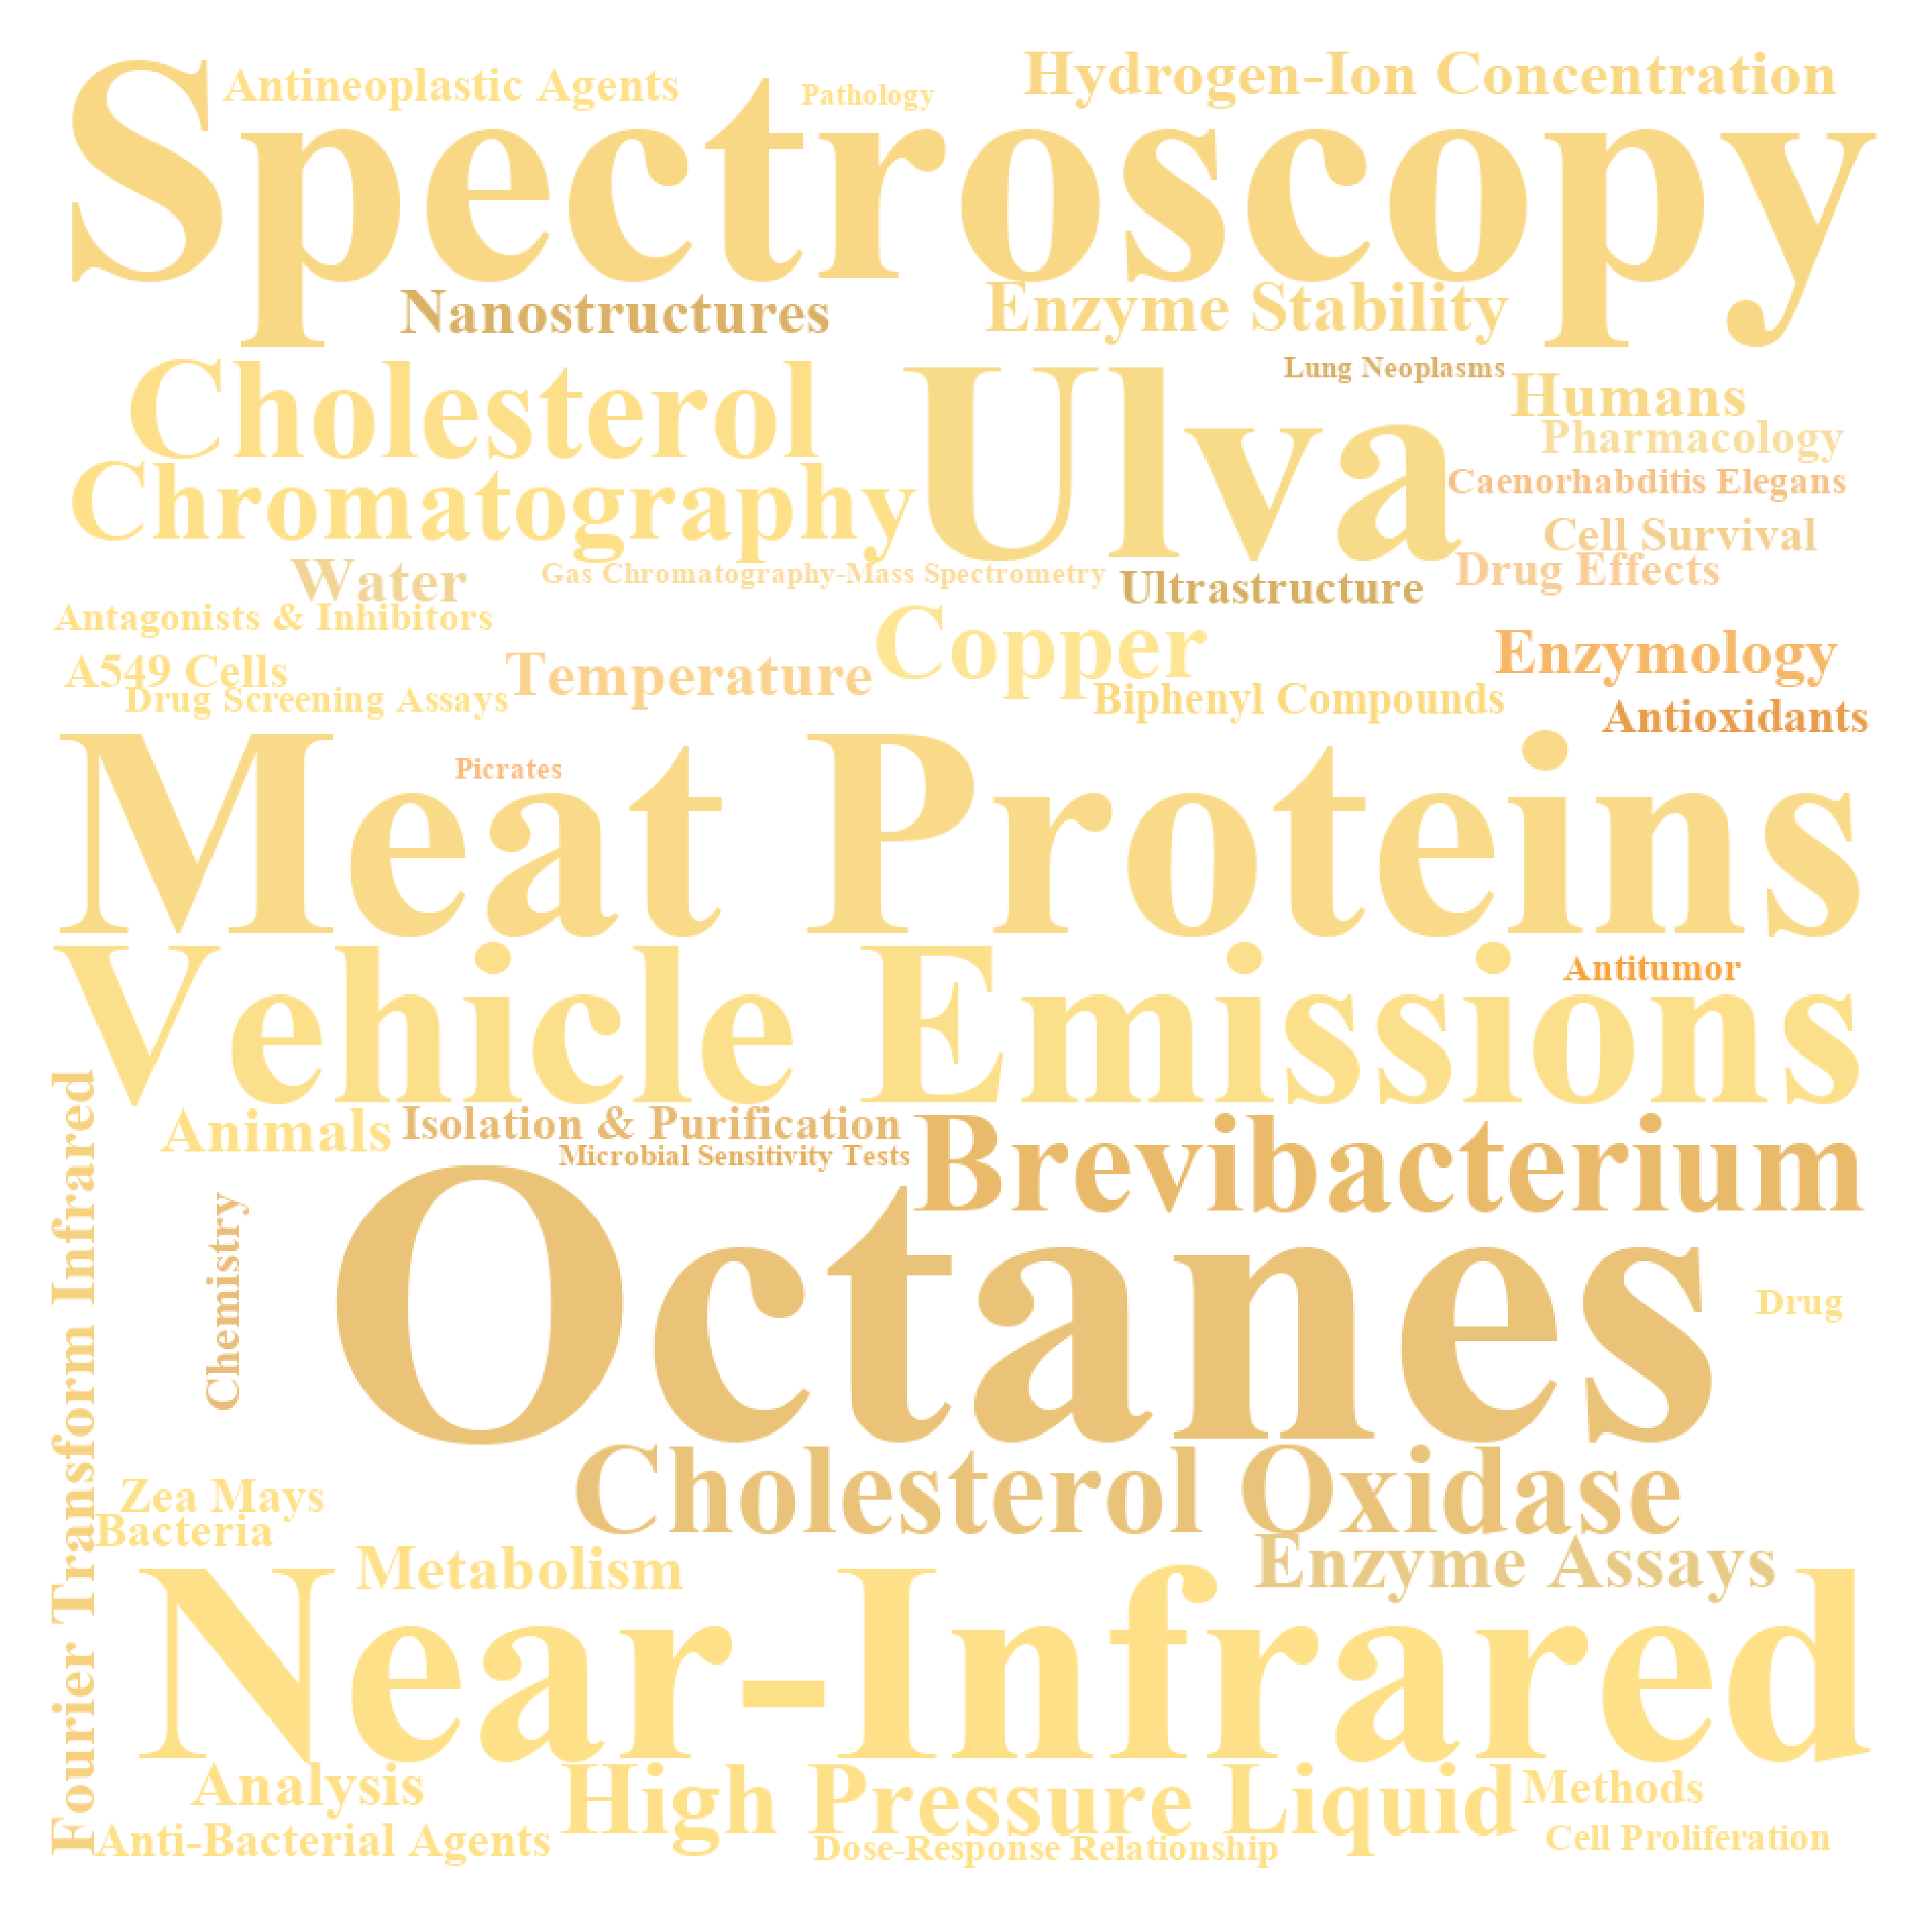 Antineoplastic Agents
Pathology
Hydrogen-Ion Concentration
Spectroscopy
Nanostructures
Enzyme Stability
Cholesterol
Ulva
Lung Neoplasms
Humans
Pharmacology
Chromatography
Caenorhabditis Elegans
Cell Survival
Water
Gas Chromatography-Mass Spectrometry
Ultrastructure
Drug Effects
Antagonists & Inhibitors
Copper
Enzymology
A549 Cells
Temperature
Drug Screening Assays
Biphenyl Compounds
Antioxidants
Picrates
Meat Proteins
Vehicle Emissions
Antitumor
Animals
Isolation & Purification
Microbial Sensitivity Tests
Brevibacterium
Fourier Transform Infrared
Chemistry
Octanes
Drug
Zea Mays
Cholesterol Oxidase
Bacteria
Metabolism
Enzyme Assays
Near-Infrared
Analysis
High Pressure Liquid
Methods
Anti-Bacterial Agents
Dose-Response Relationship
Cell Proliferation